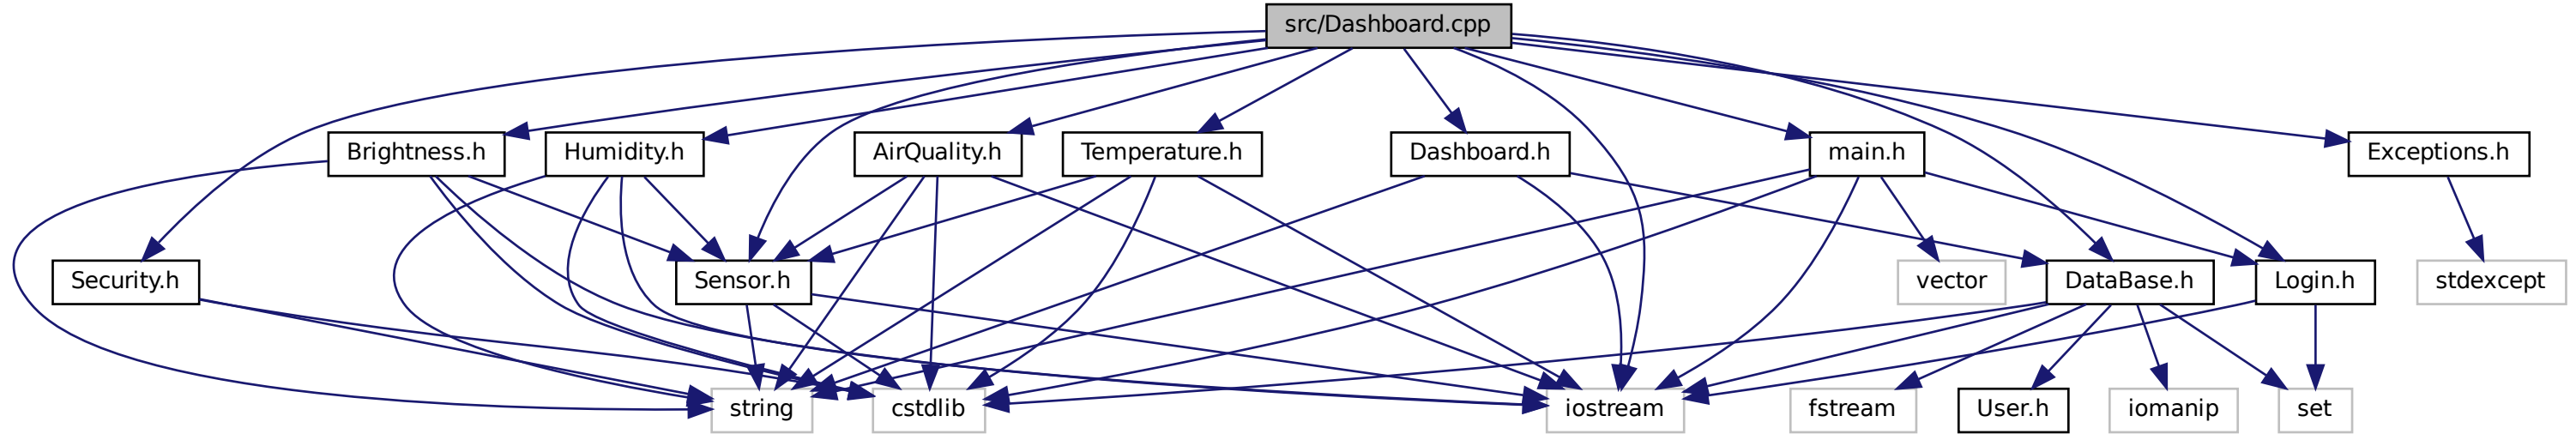 src/Dashboard.cpp
Brightness.h
Humidity.h
AirQuality.h
Temperature.h
Dashboard.h
main.h
Exceptions.h
Security.h
Sensor.h
vector
DataBase.h
Login.h
stdexcept
string
cstdlib
iostream
fstream
User.h
iomanip
set